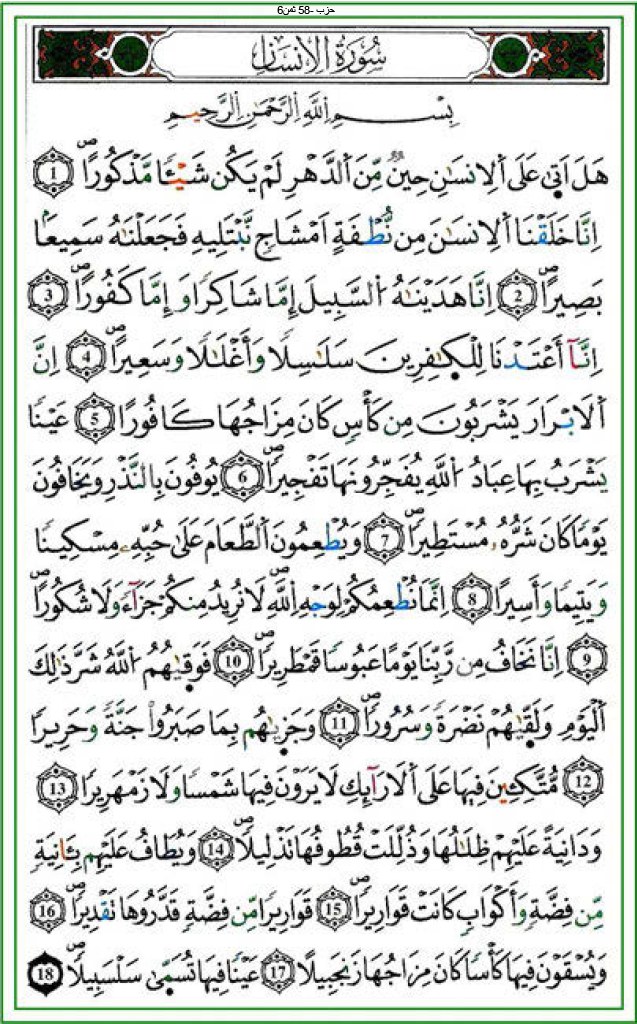 حزب -58 ثمن6
سُورَةُ الْإِنسَانِ
بِسْمِ اللَّهِ الرَّحْمَٰنِ الرَّحِيمِ
هَلْ أَتَىٰ عَلَى الْإِنسَانِ حِينٌ مِّنَ الدَّهْرِ لَمْ يَكُن شَيْئًا مَّذْكُورًا 1
إِنَّا خَلَقْنَا الْإِنسَانَ مِن نُّطْفَةٍ أَمْشَاجٍ نَّبْتَلِيهِ فَجَعَلْنَاهُ سَمِيعًا
بَصِيرًا 2 إِنَّا هَدَيْنَاهُ السَّبِيلَ إِمَّا شَاكِرًا وَإِمَّا كَفُورًا 3
إِنَّا أَعْتَدْنَا لِلْكَافِرِينَ سَلَاسِلًا وَأَغْلَالًا وَسَعِيرًا 4 إِنَّ
الْأَبْرَارَ يَشْرَبُونَ مِن كَأْسٍ كَانَ مِزَاجُهَا كَافُورًا 5 عَيْنًا
يَشْرَبُ بِهَا عِبَادُ اللَّهِ يُفَجِّرُونَهَا تَفْجِيرًا 6 يُوفُونَ بِالنَّذْرِ وَيَخَافُونَ
يَوْمًا كَانَ شَرُّهُ مُسْتَطِيرًا 7 وَيُطْعِمُونَ الطَّعَامَ عَلَىٰ حُبِّهِ مِسْكِينًا
وَيَتِيمًا وَأَسِيرًا 8 إِنَّمَا نُطْعِمُكُمْ لِوَجْهِ اللَّهِ لَا نُرِيدُ مِنكُمْ جَزَاءً وَلَا شُكُورًا
9 إِنَّا نَخَافُ مِن رَّبِّنَا يَوْمًا عَبُوسًا قَمْطَرِيرًا 10 فَوَقَاهُمُ اللَّهُ شَرَّ ذَٰلِكَ
الْيَوْمِ وَلَقَّاهُمْ نَضْرَةً وَسُرُورًا 11 وَجَزَاهُم بِمَا صَبَرُوا جَنَّةً وَحَرِيرًا
12 مُّتَّكِئِينَ فِيهَا عَلَى الْأَرَائِكِ لَا يَرَوْنَ فِيهَا شَمْسًا وَلَا زَمْهَرِيرًا 13
وَدَانِيَةً عَلَيْهِمْ ظِلَالُهَا وَذُلِّلَتْ قُطُوفُهَا تَذْلِيلًا 14 وَيُطَافُ عَلَيْهِم بِآنِيَةٍ
مِّن فِضَّةٍ وَأَكْوَابٍ كَانَتْ قَوَارِيرًا 15 قَوَارِيرًا مِّن فِضَّةٍ قَدَّرُوهَا تَقْدِيرًا 16
وَيُسْقَوْنَ فِيهَا كَأْسًا كَانَ مِزَاجُهَا زَنجَبِيلًا 17 عَيْنًا فِيهَا تُسَمَّىٰ سَلْسَبِيلًا 18